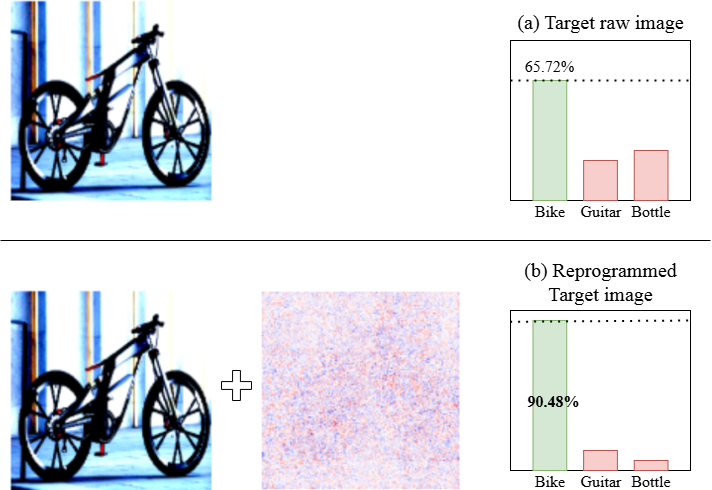 (a) Target raw image
65.72%
Bike Guitar Bottle
(b) Reprogrammed
Target image
90.48%
Bike Guitar Bottle